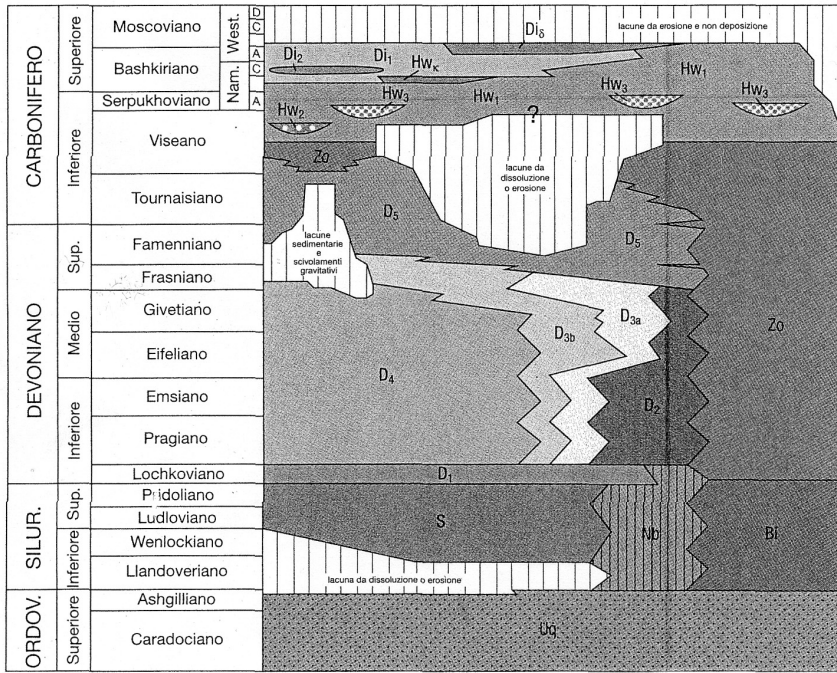 D
C
A
C
A
West.
Nam.
CARBONIFERO
Superiore
Inferiore
Moscoviano
Bashkiriano
Serpukhoviano
Viseano
Tournaisiano
DEVONIANO
Sup.
Medio
Inferiore
Famenniano
Frasniano
Givetiano
Eifeliano
Emsiano
Pragiano
Lochkoviano
SILUR.
Sup.
Inferiore
Pridoliano
Ludloviano
Wenlockiano
Llandoveriano
ORDOV.
Superiore
Ashgilliano
Caradociano
lacune da erosione e non deposizione
Diδ
Di2
Di1
Hwκ
Hw1
Hw3
Hw1
Hw3
Hw3
Hw2
?
Zo
lacune da
dissoluzione
o erosione
D5
lacune
sedimentarie
e
scivolamenti
gravitativi
D5
D3a
D3b
Zo
D4
D2
D1
S
Nb
Bi
lacuna da dissoluzione o erosione
Uq